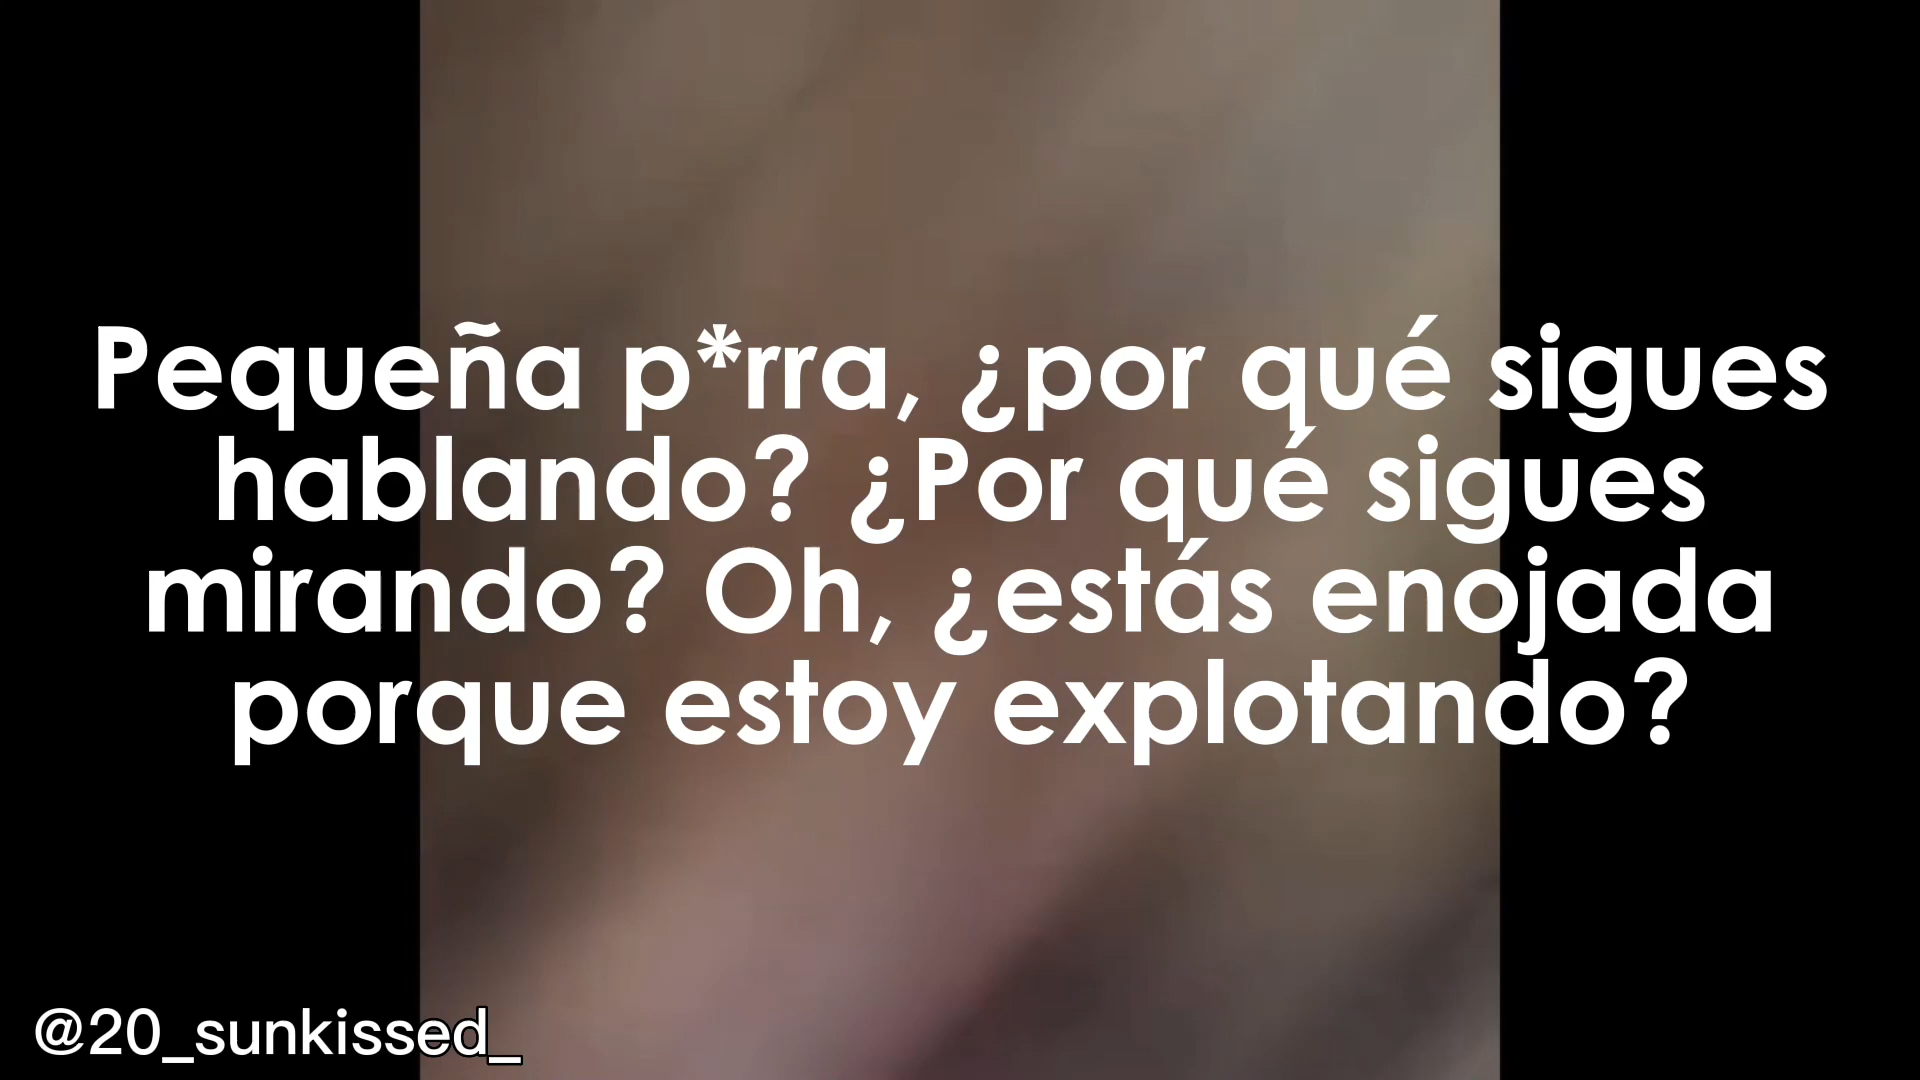 Pequeña p*rra, ¿por qué sigues
hablando? ¿Por qué sigues
mirando? Oh, ¿estás enojada
porque estoy explotando?
@20_sunkissed_